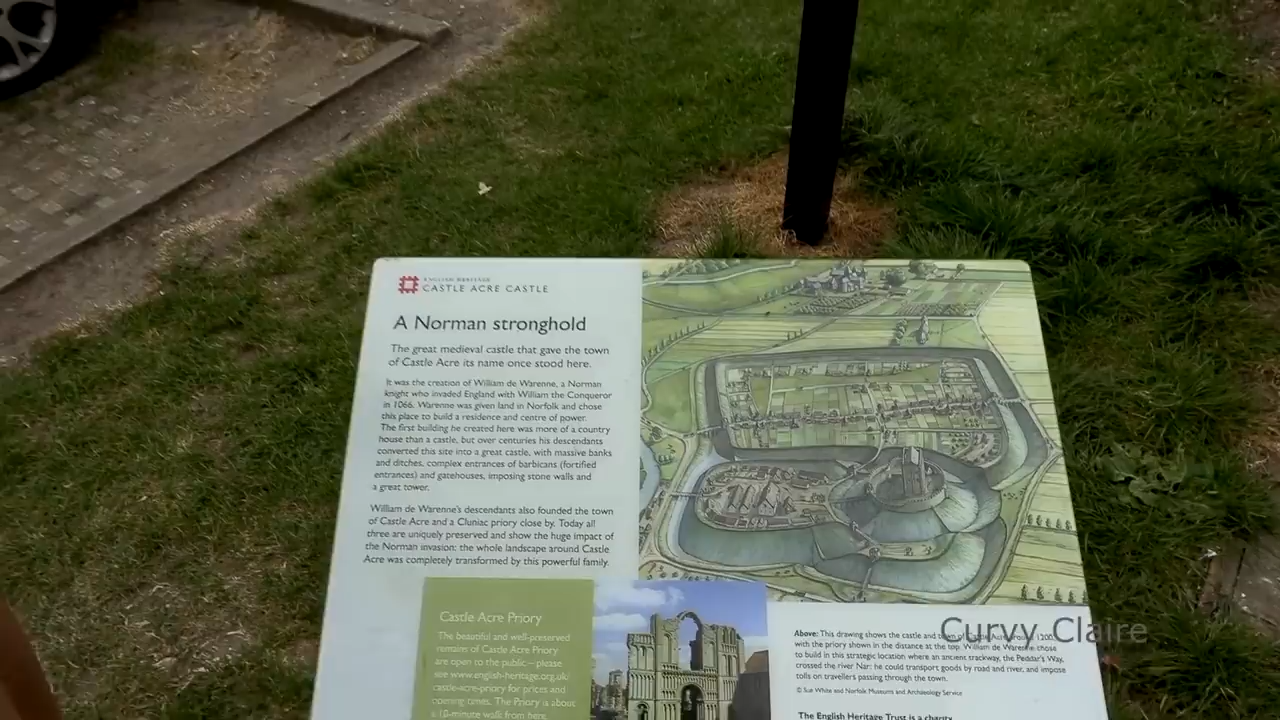 ENGLISH HERITAGE
CASTLE ACRE CASTLE
A Norman stronghold
The great medieval castle that gave the town
of Castle Acre its name once stood here.
It was the creation of William de Warenne, a Norman
knight who invaded England with William the Conqueror
in 1066. Warenne was given land in Norfolk and chose
this place to build a residence and centre of power.
The first building he created here was more of a country
house than a castle, but over centuries his descendants
converted this site into a great castle, with massive banks
and ditches, complex entrances of barbicans (fortified
entrances) and gatehouses, imposing stone walls and
a great tower.
William de Warenne's descendants also founded the town
of Castle Acre and a Cluniac priory close by. Today all
three are uniquely preserved and show the huge impact of
the Norman invasion: the whole landscape around Castle
Acre was completely transformed by this powerful family.
Castle Acre Priory
The beautiful and well-preserved
remains of Castle Acre Priory
are open to the public – please
see www.english-heritage.org.uk/
castle-acre-priory for prices and
opening times. The Priory is about
a 10-minute walk from here.
Above: This drawing shows the castle and town of Castle Acre around 1200,
with the priory shown in the distance at the top. William de Warenne chose
to build in this strategic location where an ancient trackway, the Peddar's Way,
crossed the river Nar: he could transport goods by road and river, and impose
tolls on travellers passing through the town.
© Sue White and Norfolk Museums and Archaeology Service
The English Heritage Trust is a charity
Curvy Claire